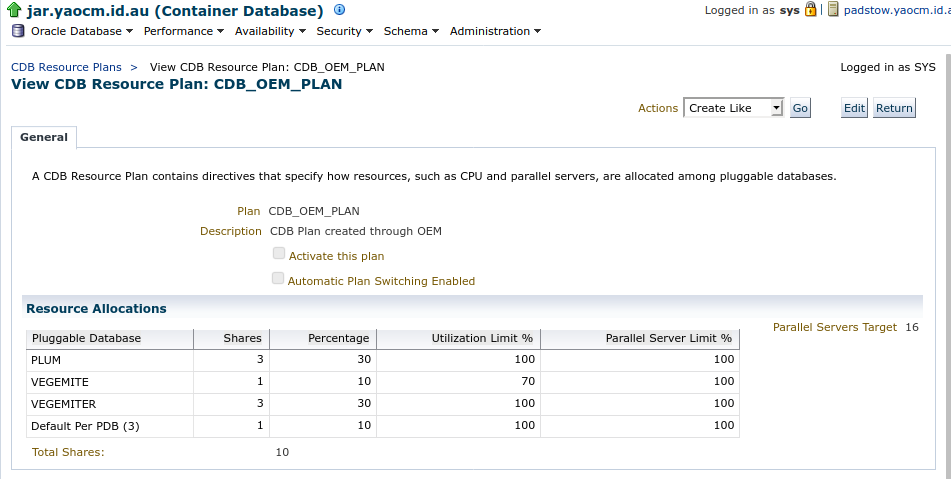 jar.yaocm.id.au (Container Database)
Logged in as sys | padstow.yaocm.id.
Oracle Database Performance Availability Security Schema Administration
CDB Resource Plans > View CDB Resource Plan: CDB_OEM_PLAN
Logged in as SYS
View CDB Resource Plan: CDB_OEM_PLAN
Actions Create Like Go Edit Return
General
A CDB Resource Plan contains directives that specify how resources, such as CPU and parallel servers, are allocated among pluggable databases.
Plan CDB_OEM_PLAN
Description CDB Plan created through OEM
Activate this plan
Automatic Plan Switching Enabled
Resource Allocations
Parallel Servers Target 16
Pluggable Database Shares Percentage Utilization Limit % Parallel Server Limit %
PLUM 3 30 100 100
VEGEMITE 1 10 70 100
VEGEMITER 3 30 100 100
Default Per PDB (3) 1 10 100 100
Total Shares: 10